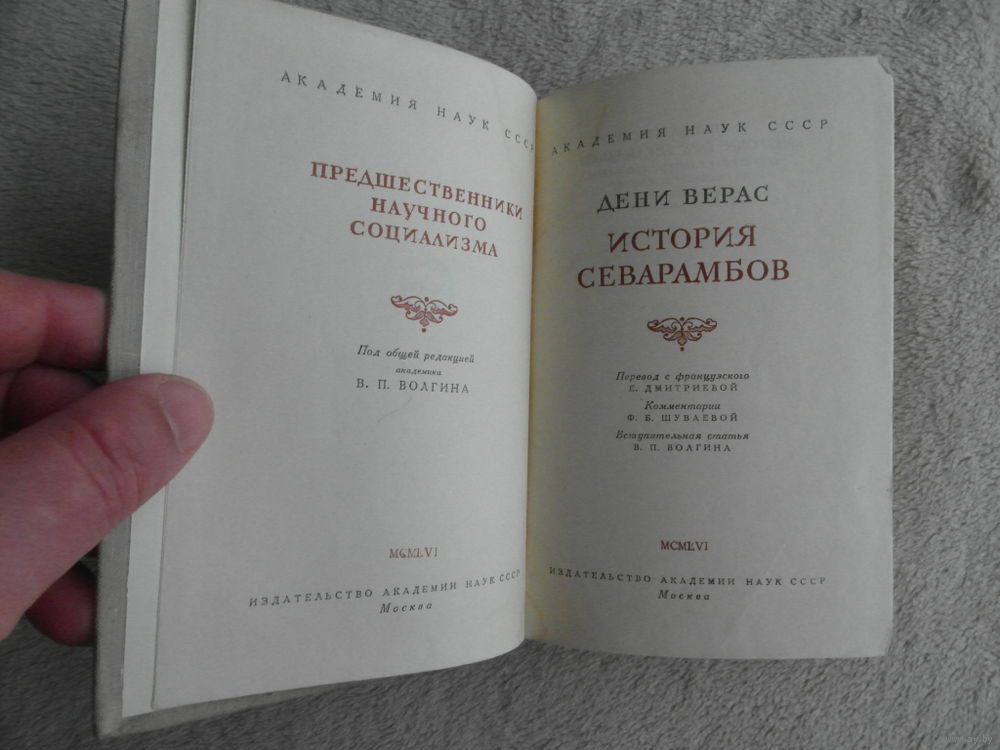 АКАДЕМИЯ НАУК СССР
ПРЕДШЕСТВЕННИКИ
НАУЧНОГО
СОЦИАЛИЗМА
Под общей редакцией
академика
В. П. ВОЛГИНА
MCMLVI
ИЗДАТЕЛЬСТВО АКАДЕМИИ НАУК СССР
Москва
АКАДЕМИЯ НАУК СССР
ДЕНИ ВЕРАС
ИСТОРИЯ
СЕВАРАМБОВ
Перевод с французского
Е. ДМИТРИЕВОЙ
Комментарии
Ф. Б. ШУВАЕВОЙ
Вступительная статья
В. П. ВОЛГИНА
MCMLVI
ИЗДАТЕЛЬСТВО АКАДЕМИИ НАУК СССР
Москва